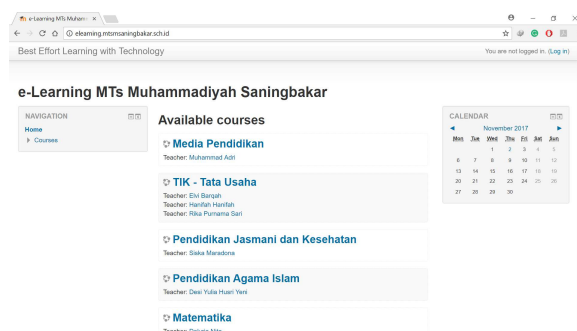 e-Learning MTs Muham
elearning.mtsmsaningbakar.sch.id
Best Effort Learning with Technology
You are not logged in. (Log in)
e-Learning MTs Muhammadiyah Saningbakar
NAVIGATION
Home
Courses
Available courses
Media Pendidikan
Teacher: Muhammad Adri
TIK - Tata Usaha
Teacher: Elvi Barqah
Teacher: Hanifah Hanifah
Teacher: Rika Purnama Sari
Pendidikan Jasmani dan Kesehatan
Teacher: Siska Maradona
Pendidikan Agama Islam
Teacher: Desi Yulia Husri Yeni
Matematika
CALENDAR
November 2017
Mon Tue Wed Thu Fri Sat Sun
1 2 3 4 5
6 7 8 9 10 11 12
13 14 15 16 17 18 19
20 21 22 23 24 25 26
27 28 29 30